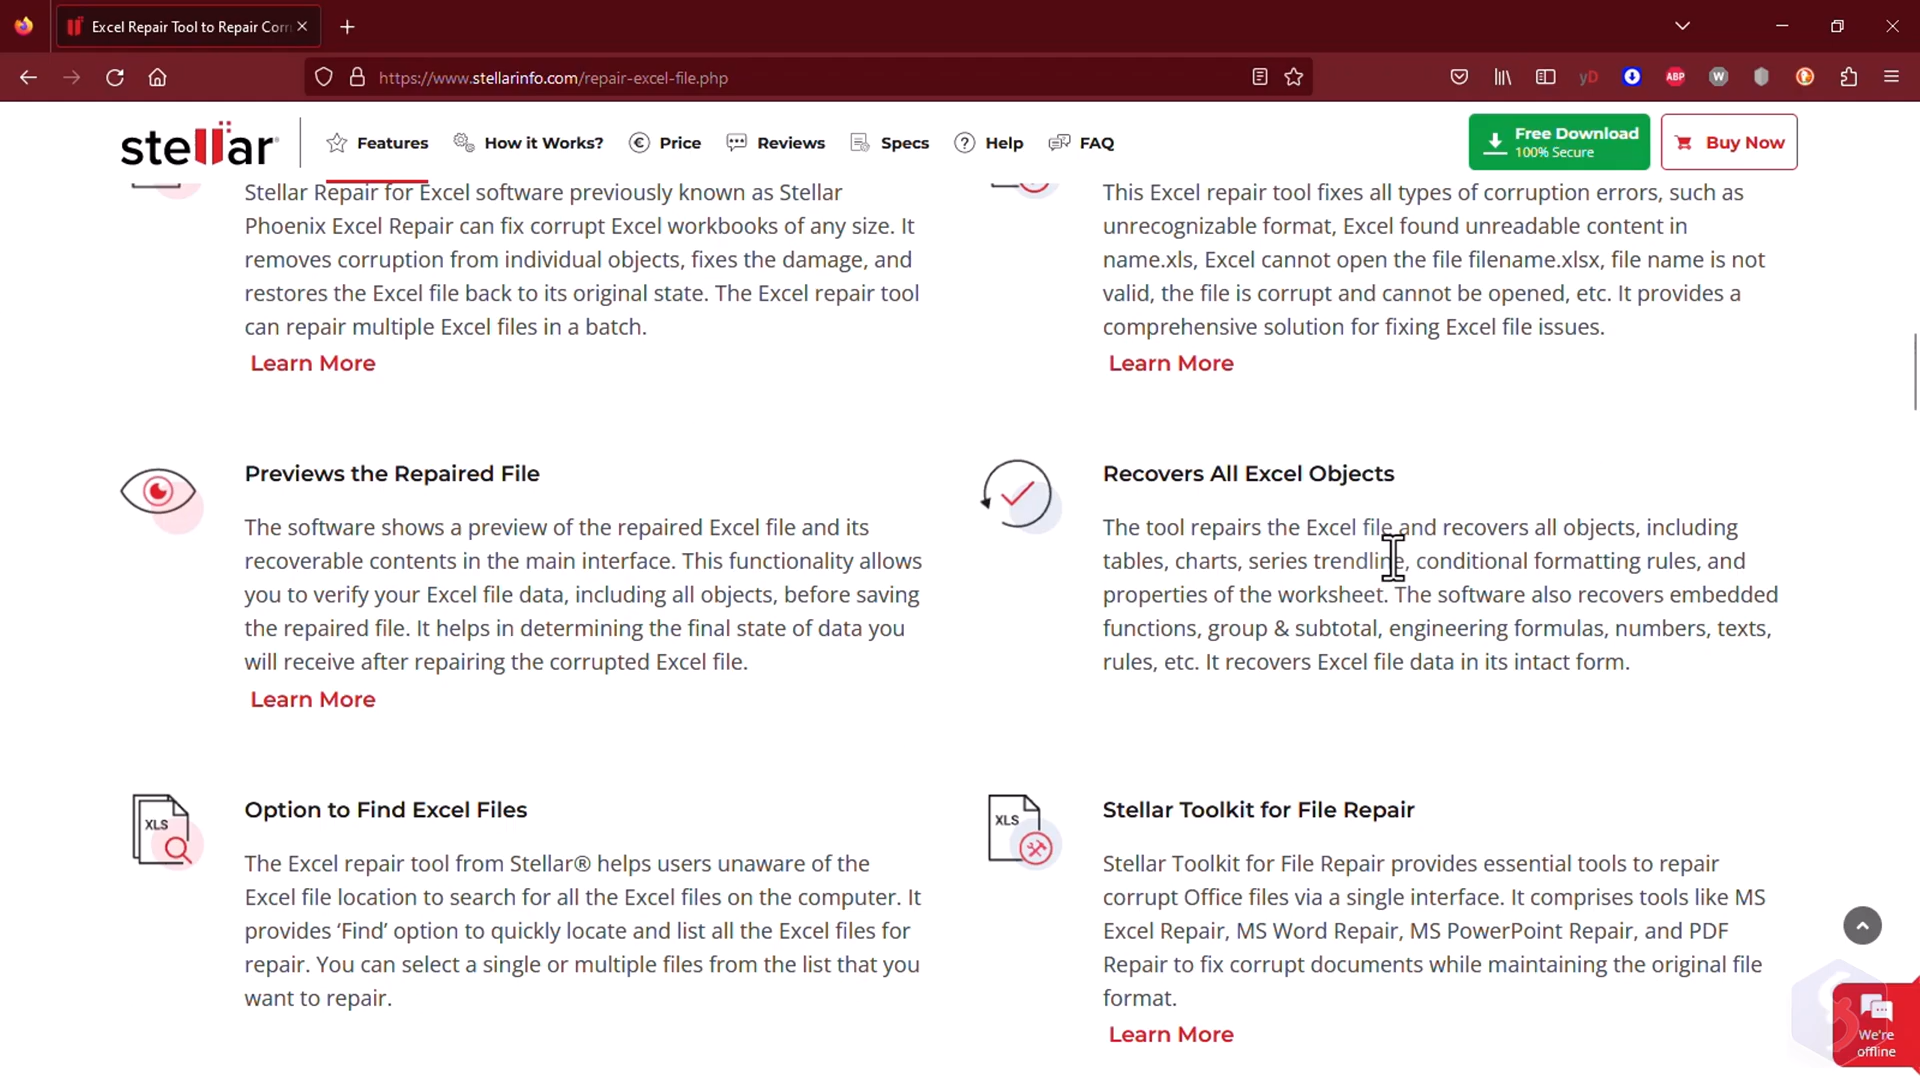 Excel Repair Tool to Repair Corr
https://www.stellarinfo.com/repair-excel-file.php
yD
ABP
W
stellar
Features
How it Works?
€
Price
Reviews
Specs
?
Help
FAQ
Free Download
100% Secure
Buy Now
Stellar Repair for Excel software previously known as Stellar
Phoenix Excel Repair can fix corrupt Excel workbooks of any size. It
removes corruption from individual objects, fixes the damage, and
restores the Excel file back to its original state. The Excel repair tool
can repair multiple Excel files in a batch.
Learn More
This Excel repair tool fixes all types of corruption errors, such as
unrecognizable format, Excel found unreadable content in
name.xls, Excel cannot open the file filename.xlsx, file name is not
valid, the file is corrupt and cannot be opened, etc. It provides a
comprehensive solution for fixing Excel file issues.
Learn More
Previews the Repaired File
The software shows a preview of the repaired Excel file and its
recoverable contents in the main interface. This functionality allows
you to verify your Excel file data, including all objects, before saving
the repaired file. It helps in determining the final state of data you
will receive after repairing the corrupted Excel file.
Learn More
Recovers All Excel Objects
The tool repairs the Excel file and recovers all objects, including
tables, charts, series trendline, conditional formatting rules, and
properties of the worksheet. The software also recovers embedded
functions, group & subtotal, engineering formulas, numbers, texts,
rules, etc. It recovers Excel file data in its intact form.
XLS
Option to Find Excel Files
The Excel repair tool from Stellar® helps users unaware of the
Excel file location to search for all the Excel files on the computer. It
provides ‘Find’ option to quickly locate and list all the Excel files for
repair. You can select a single or multiple files from the list that you
want to repair.
XLS
Stellar Toolkit for File Repair
Stellar Toolkit for File Repair provides essential tools to repair
corrupt Office files via a single interface. It comprises tools like MS
Excel Repair, MS Word Repair, MS PowerPoint Repair, and PDF
Repair to fix corrupt documents while maintaining the original file
format.
Learn More
We're
offline